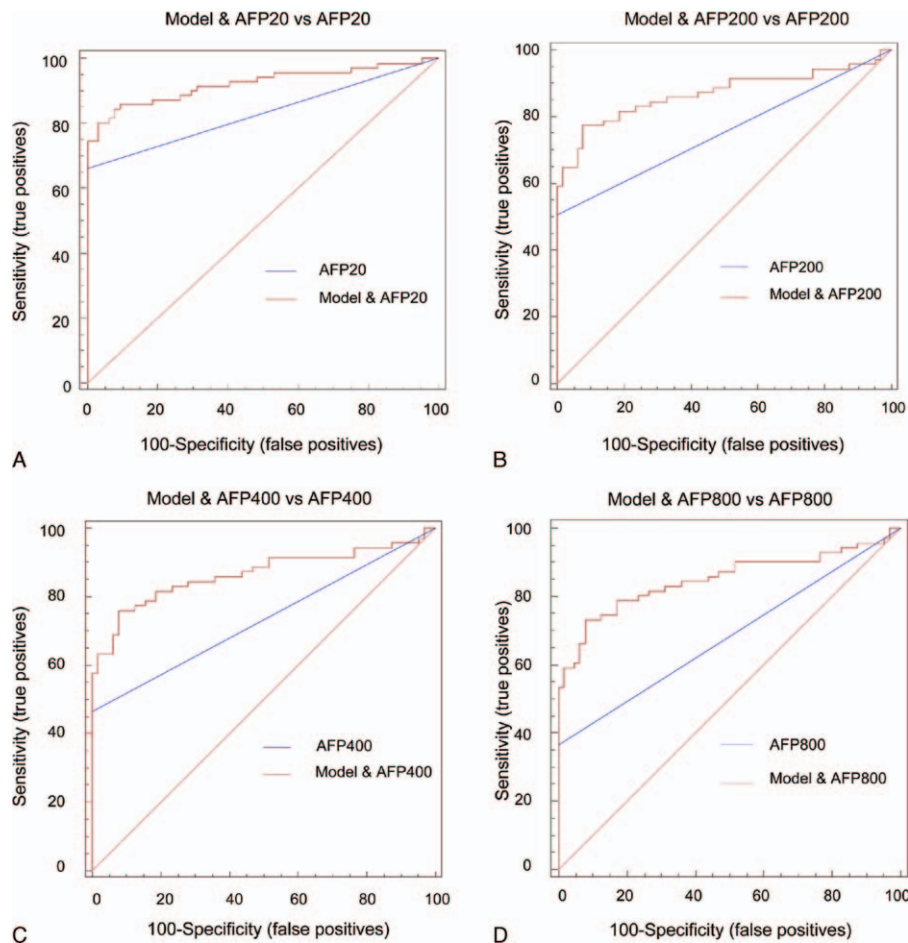 Model & AFP20 vs AFP20
Sensitivity (true positives)
100
80
60
40
20
0
AFP20
Model & AFP20
0 20 40 60 80 100
100-Specificity (false positives)
A
Model & AFP200 vs AFP200
Sensitivity (true positives)
100
80
60
40
20
0
AFP200
Model & AFP200
0 20 40 60 80 100
100-Specificity (false positives)
B
Model & AFP400 vs AFP400
Sensitivity (true positives)
100
80
60
40
20
0
AFP400
Model & AFP400
0 20 40 60 80 100
100-Specificity (false positives)
C
Model & AFP800 vs AFP800
Sensitivity (true positives)
100
80
60
40
20
0
AFP800
Model & AFP800
0 20 40 60 80 100
100-Specificity (false positives)
D